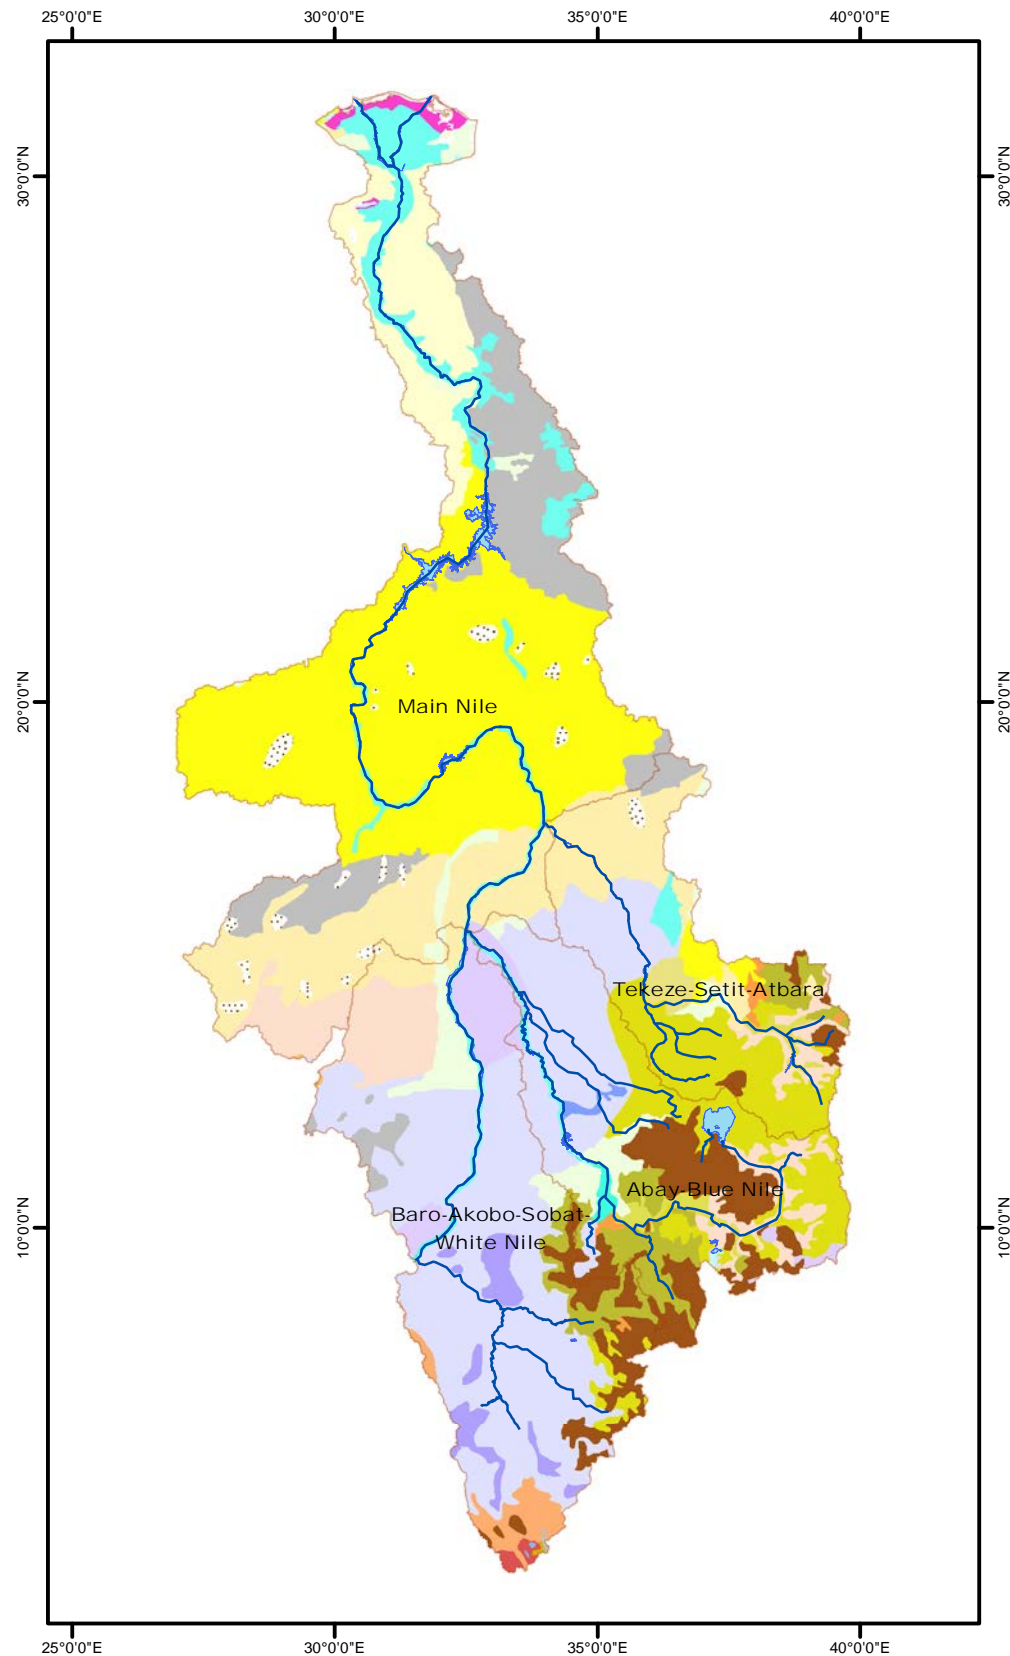 25°0'0"E 30°0'0"E 35°0'0"E 40°0'0"E
30°0'0"N 30°0'0"N
20°0'0"N 20°0'0"N
Main Nile
Tekeze-Setit-Atbara
Abay-Blue Nile
Baro-Akobo-Sobat-
White Nile
10°0'0"N 10°0'0"N
25°0'0"E 30°0'0"E 35°0'0"E 40°0'0"E